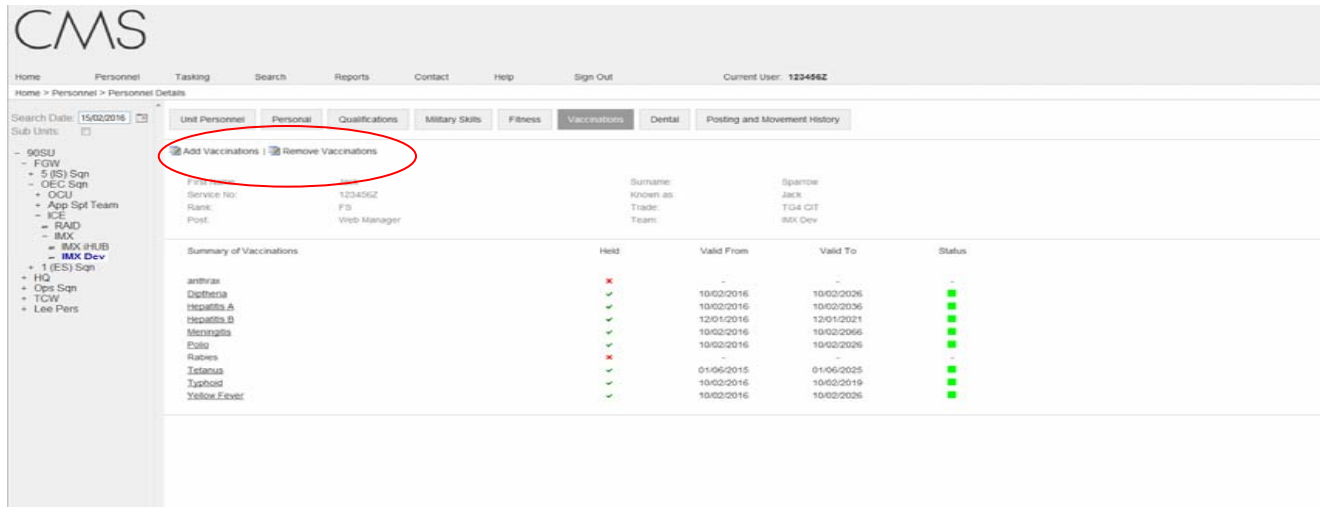 CMS
Home Personnel Tasking Search Reports Contact Help Sign Out Current User: 123456Z
Home > Personnel > Personnel Details
Search Date: 15/02/2016
Sub Units:
Unit Personnel Personal Qualifications Military Skills Fitness Vaccinations Dental Posting and Movement History
- 90SU
- FGW
+ 5 (IS) Sqn
- OEC Sqn
+ OCU
+ App Spt Team
- ICE
RAID
- IMX
IMX iHUB
IMX Dev
+ 1 (ES) Sqn
+ HQ
+ Ops Sqn
+ TCW
+ Lee Pers
Add Vaccinations | Remove Vaccinations
First Name: Jack Surname: Sparrow
Service No: 123456Z Known as: Jack
Rank: FS Trade: TG4 CIT
Post: Web Manager Team: IMX Dev
Summary of Vaccinations Held Valid From Valid To Status
anthrax - - -
Diptheria 10/02/2016 10/02/2026
Hepatitis A 10/02/2016 10/02/2036
Hepatitis B 12/01/2016 12/01/2021
Meningitis 10/02/2016 10/02/2066
Polio 10/02/2016 10/02/2026
Rabies - - -
Tetanus 01/06/2015 01/06/2025
Typhoid 10/02/2016 10/02/2019
Yellow Fever 10/02/2016 10/02/2026